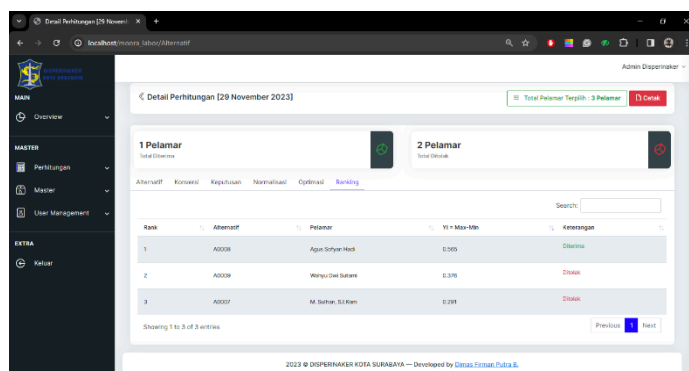 Detail Perhitungan [29 Novemb
localhost/moora_labor/Alternatif
DISPERINAKER
KOTA SURABAYA
Admin Disperinaker
MAIN
Overview
MASTER
Perhitungan
Master
User Management
EXTRA
Keluar
Detail Perhitungan [29 November 2023]
Total Pelamar Terpilih : 3 Pelamar
Cetak
1 Pelamar
Total Diterima
2 Pelamar
Total Ditolak
Alternatif Konversi Keputusan Normalisasi Optimasi Ranking
Search:
Rank Alternatif Pelamar Yi = Max-Min Keterangan
1 A0008 Agus Sofyan Hadi 0.565 Diterima
2 A0009 Wahyu Dwi Sutami 0.376 Ditolak
3 A0007 0.291 Ditolak
Showing 1 to 3 of 3 entries
Previous 1 Next
2023 © DISPERINAKER KOTA SURABAYA — Developed by Dimas Firman Putra B.